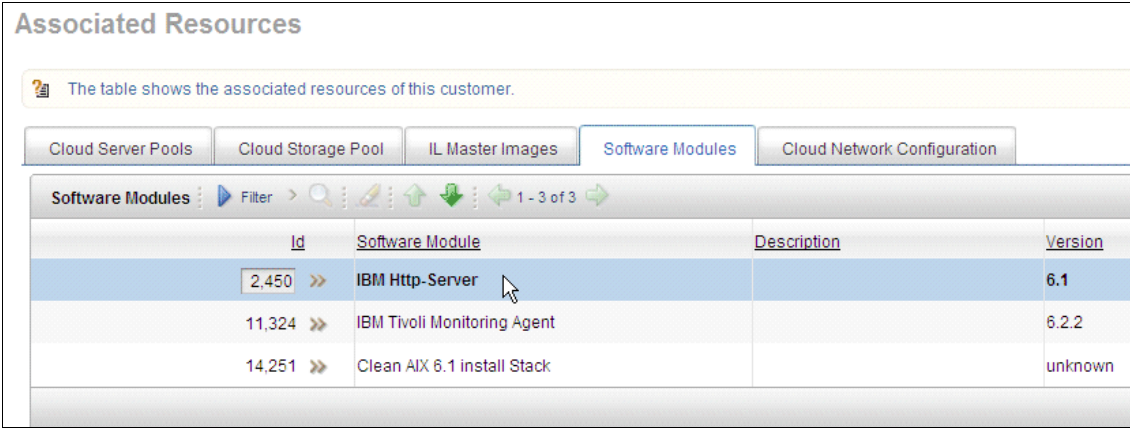 Associated Resources
The table shows the associated resources of this customer.
Cloud Server Pools Cloud Storage Pool IL Master Images Software Modules Cloud Network Configuration
Software Modules Filter 1 - 3 of 3
Id Software Module Description Version
2,450 IBM Http-Server 6.1
11,324 IBM Tivoli Monitoring Agent 6.2.2
14,251 Clean AIX 6.1 install Stack unknown